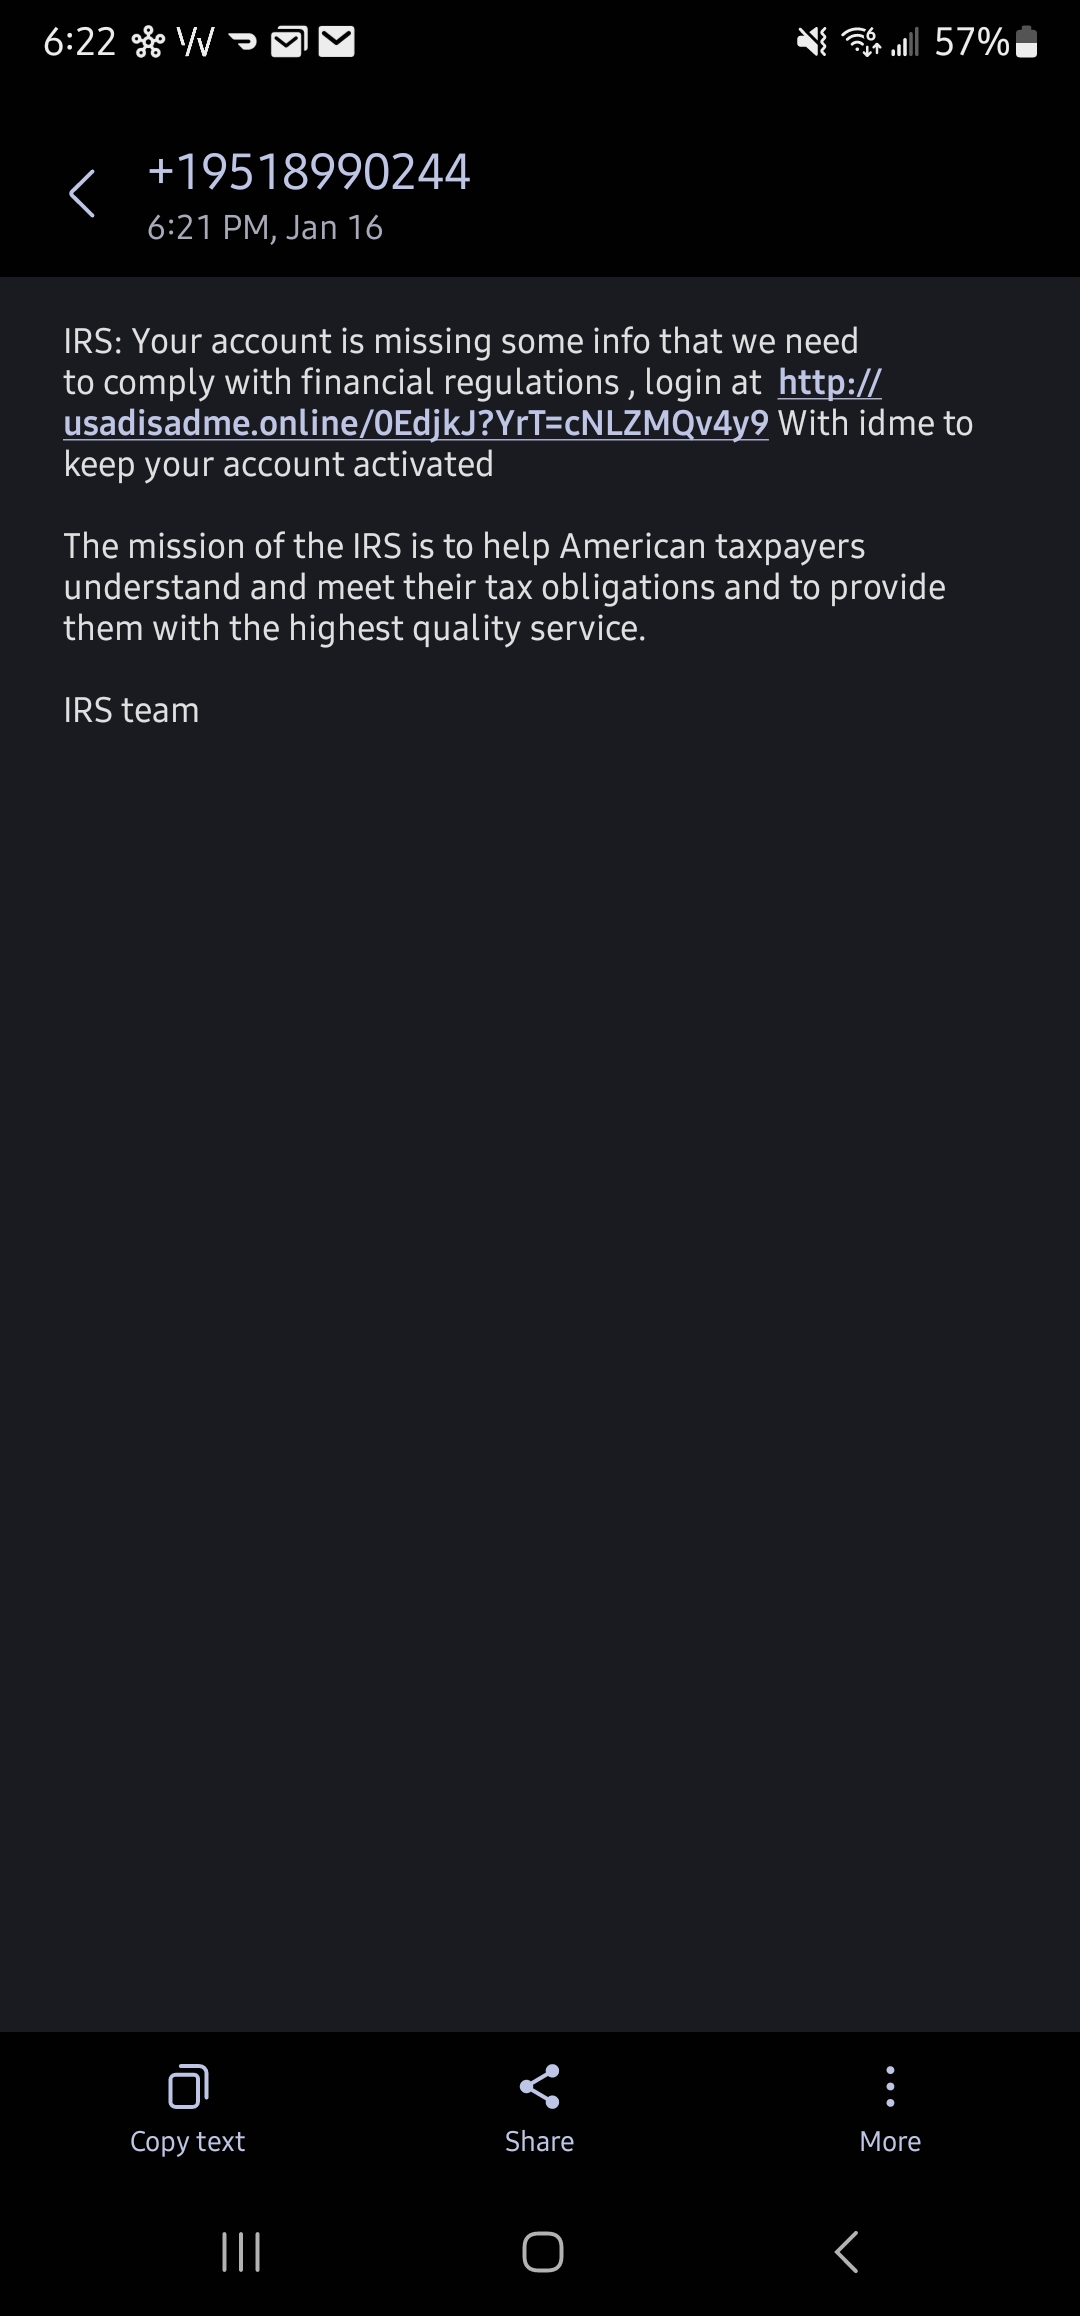 6:22
57%
+19518990244
6:21 PM, Jan 16
IRS: Your account is missing some info that we need
to comply with financial regulations , login at  http://
usadisadme.online/0EdjkJ?YrT=cNLZMQv4y9 With idme to
keep your account activated
The mission of the IRS is to help American taxpayers
understand and meet their tax obligations and to provide
them with the highest quality service.
IRS team
Copy text
Share
More